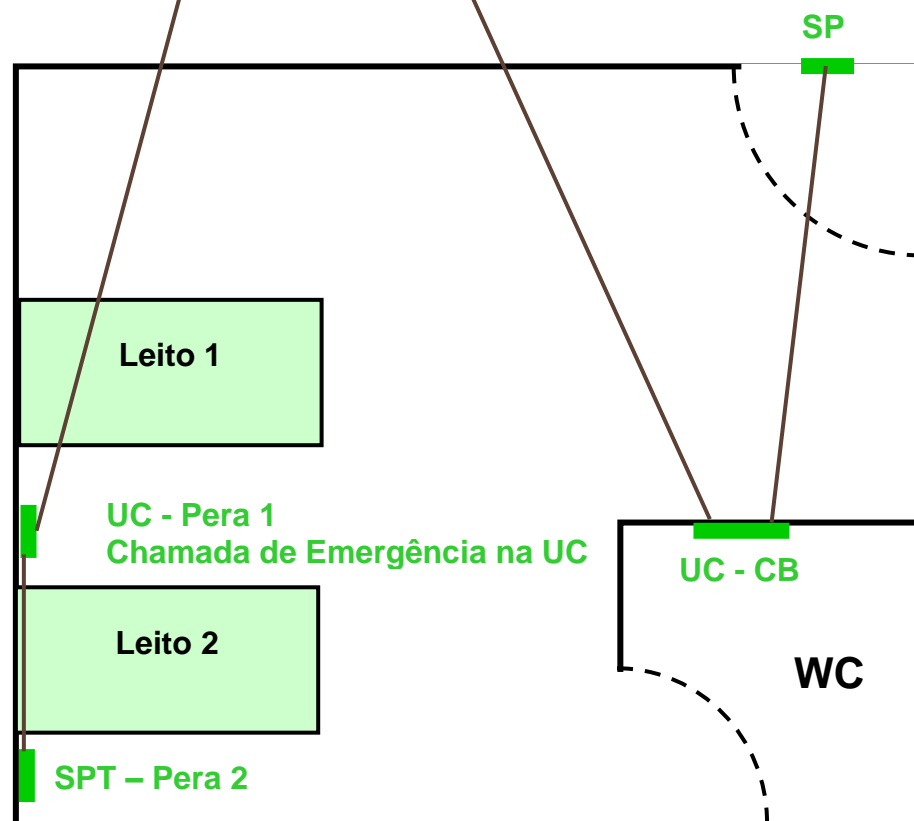 SP
Leito 1
UC - Pera 1
Chamada de Emergência na UC
UC - CB
Leito 2
WC
SPT – Pera 2